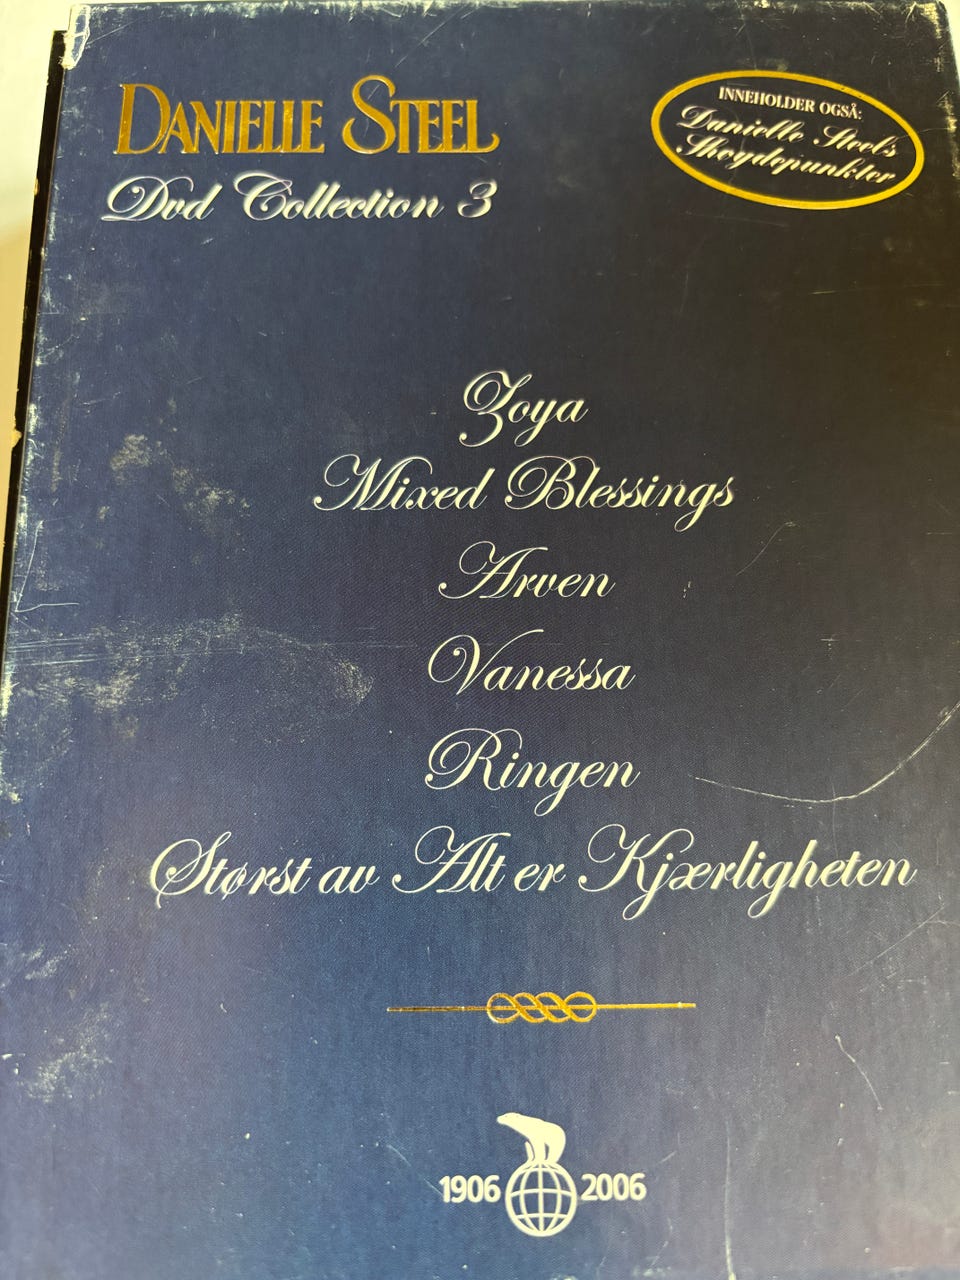 DANIELLE STEEL
Dvd Collection 3
INNEHOLDER OGSÅ:
Danielle Steel's
Høydepunkter
Zoya
Mixed Blessings
Arven
Vanessa
Ringen
Størst av Alt er Kjærligheten
1906 2006